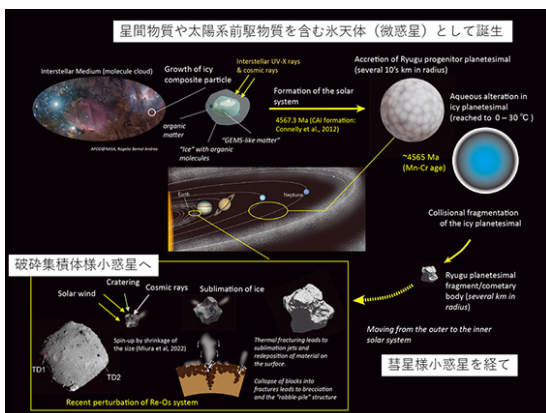 星間物質や太陽系前駆物質を含む氷天体（微惑星）として誕生
Interstellar Medium (molecule cloud)
Growth of icy
composite particle
Interstellar UV-X rays
& cosmic rays
organic
matter
"Ice" with organic
molecules
"GEMS-like matter"
APOD@NASA, Rogelio Bernal Andreo
Formation of the solar
system
4567.3 Ma (CAI formation:
Connelly et al., 2012)
Accretion of Ryugu progenitor planetesimal
(several 10's km in radius)
Aqueous alteration in
icy planetesimal
(reached to 0 – 30 ℃)
~4565 Ma
(Mn-Cr age)
Earth
Neptune
Collisional fragmentation
of the icy planetesimal
Ryugu planetesimal
fragment/cometary
body (several km in
radius)
Moving from the outer to the inner
solar system
彗星様小惑星を経て
破砕集積体様小惑星へ
Cratering
Solar wind
Cosmic rays
Spin-up by shrinkage of
the size (Miura et al, 2022)
TD1
TD2
Sublimation of ice
Thermal fracturing leads to
sublimation jets and
redeposition of material on
the surface.
Collapse of blocks into
fractures leads to brecciation
and the "rabble-pile" structure
Recent perturbation of Re-Os system